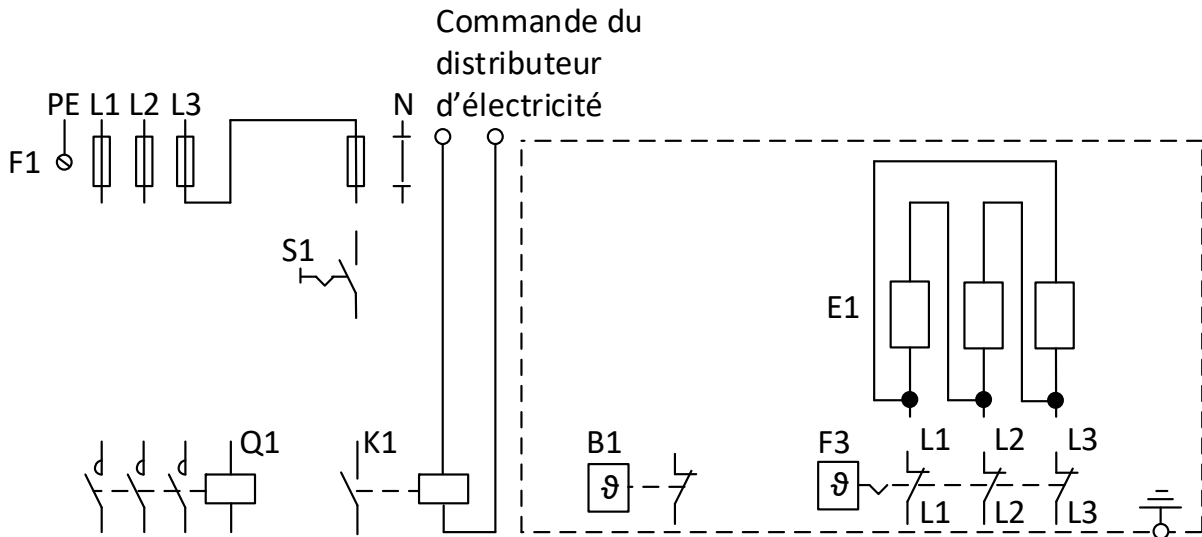 Commande du
distributeur
d'électricité
PE L1 L2 L3 N
F1
S1
E1
Q1 K1 B1 F3 L1 L2 L3
ϑ ϑ
L1 L2 L3